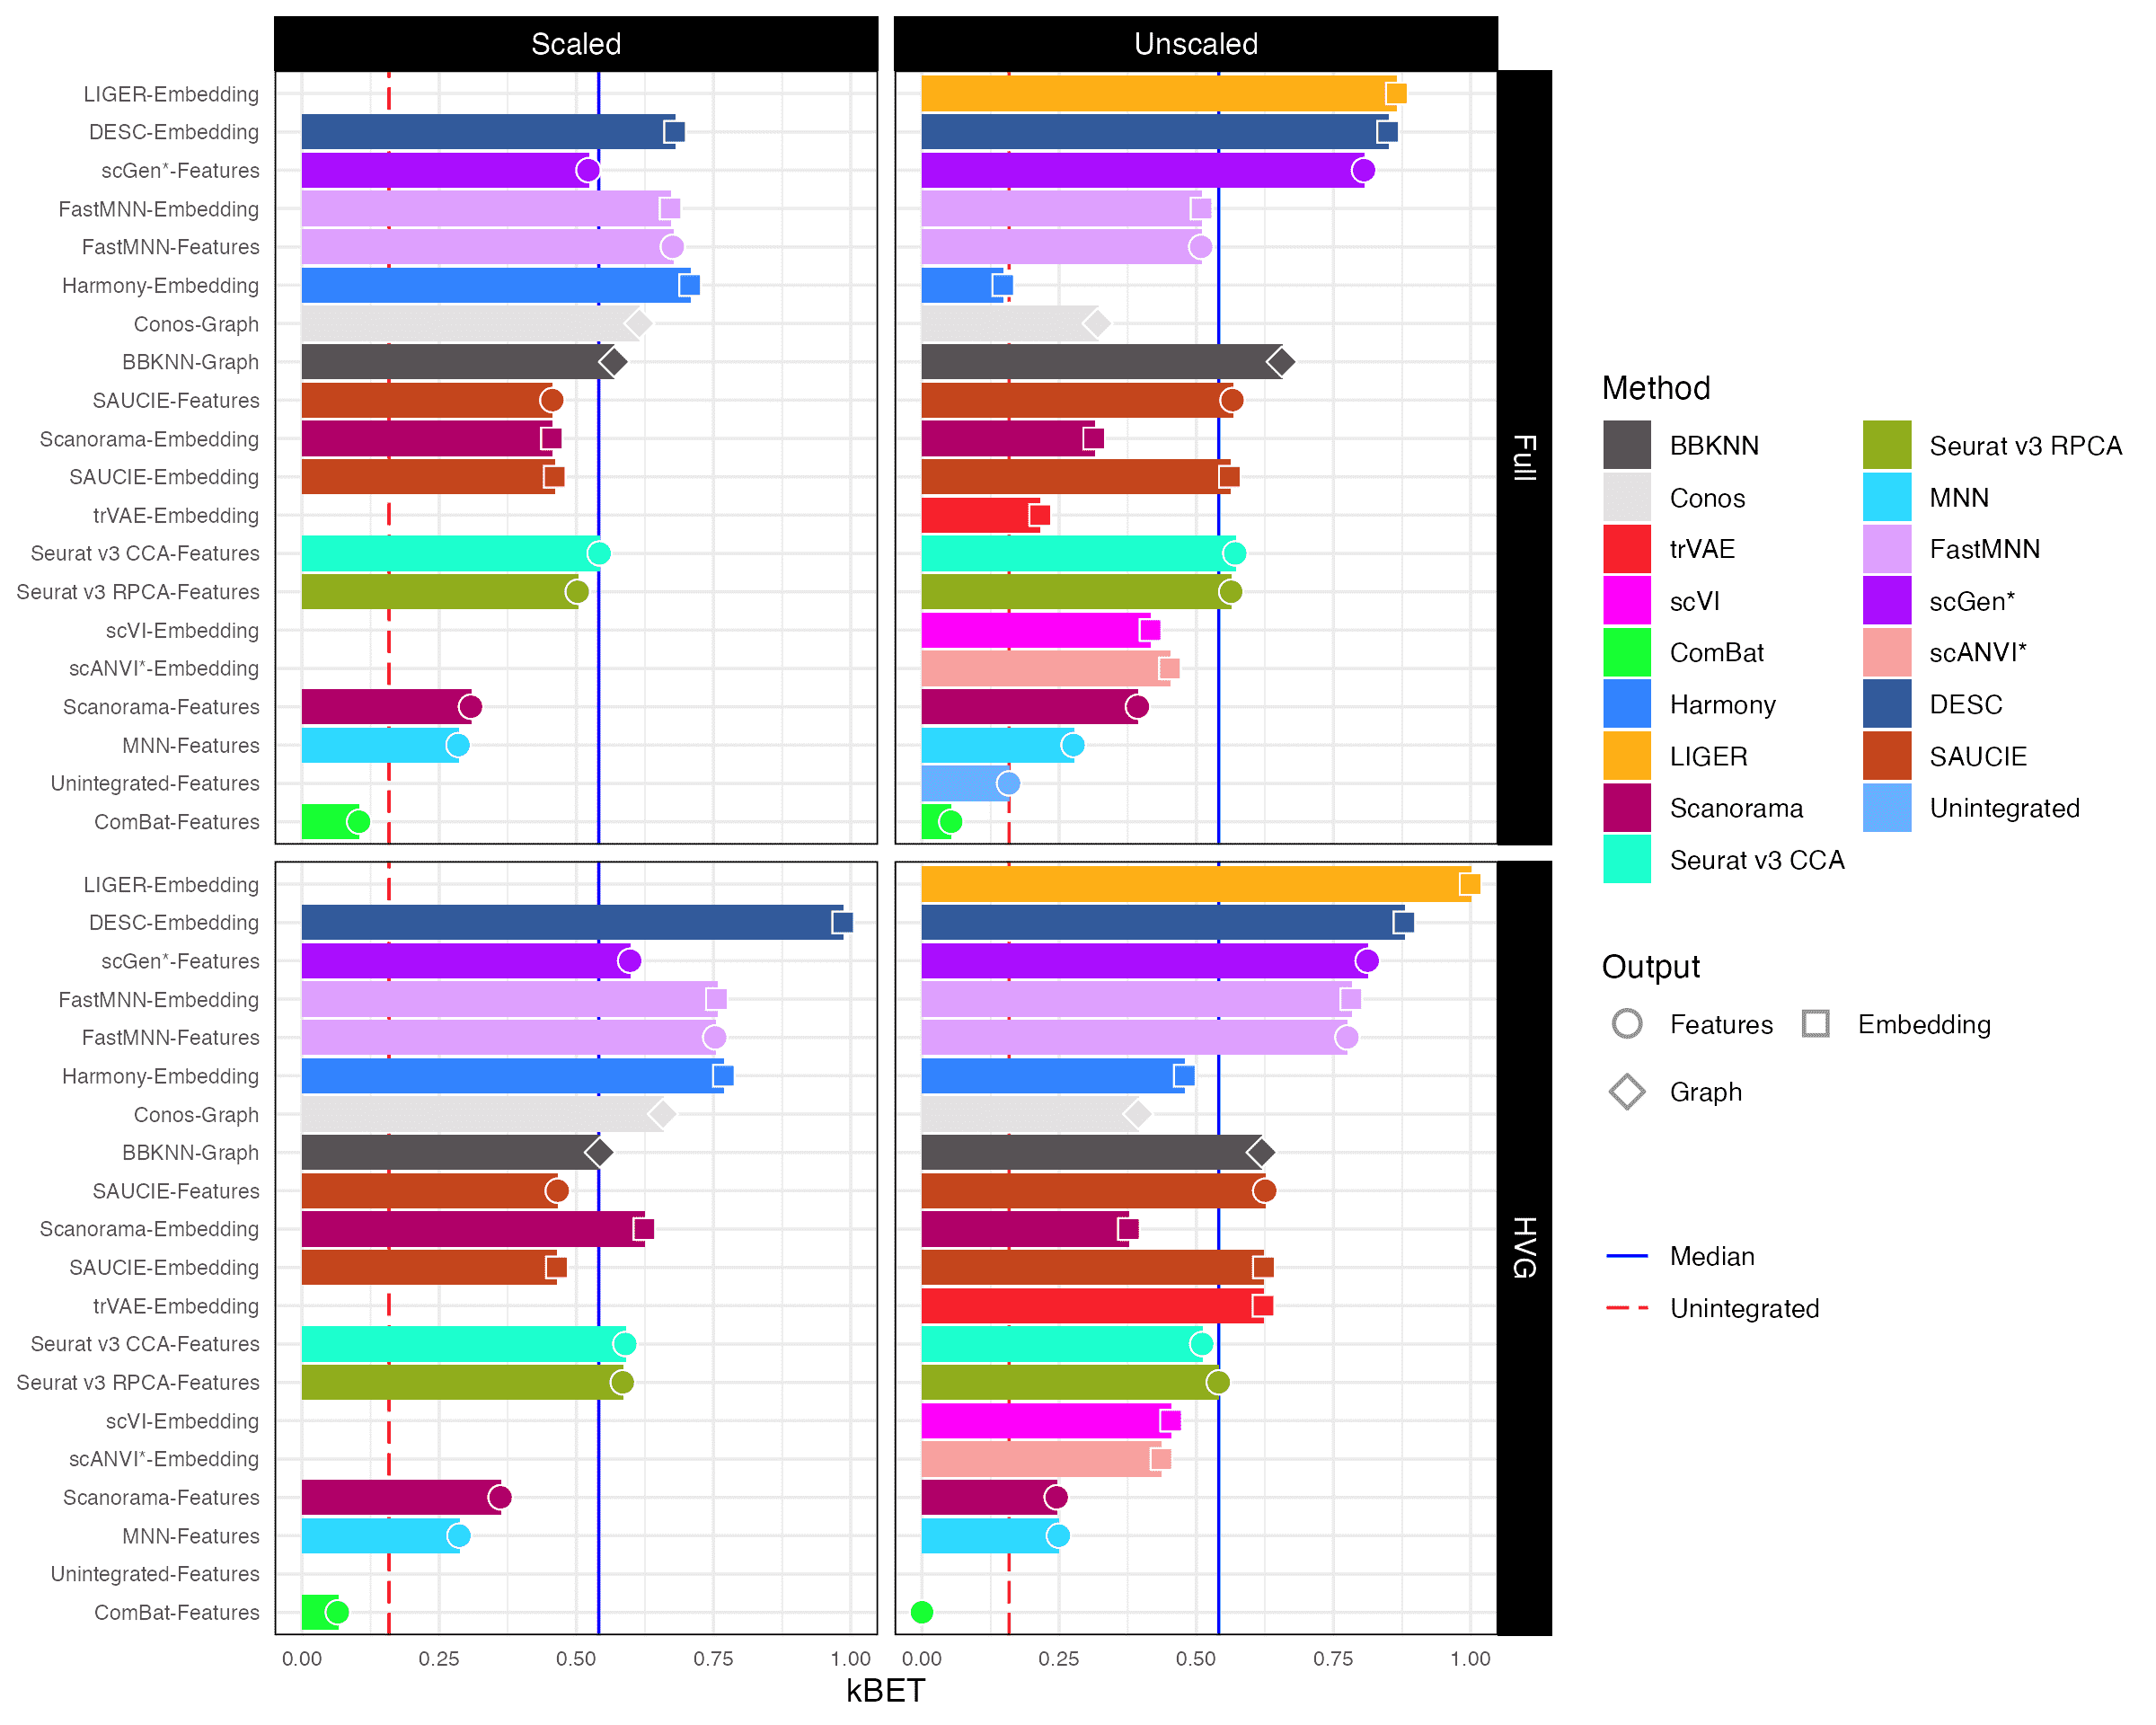 Scaled
Unscaled
LIGER-Embedding
DESC-Embedding
scGen*-Features
FastMNN-Embedding
FastMNN-Features
Harmony-Embedding
Conos-Graph
BBKNN-Graph
SAUCIE-Features
Scanorama-Embedding
SAUCIE-Embedding
trVAE-Embedding
Seurat v3 CCA-Features
Seurat v3 RPCA-Features
scVI-Embedding
scANVI*-Embedding
Scanorama-Features
MNN-Features
Unintegrated-Features
ComBat-Features
Full
LIGER-Embedding
DESC-Embedding
scGen*-Features
FastMNN-Embedding
FastMNN-Features
Harmony-Embedding
Conos-Graph
BBKNN-Graph
SAUCIE-Features
Scanorama-Embedding
SAUCIE-Embedding
trVAE-Embedding
Seurat v3 CCA-Features
Seurat v3 RPCA-Features
scVI-Embedding
scANVI*-Embedding
Scanorama-Features
MNN-Features
Unintegrated-Features
ComBat-Features
HVG
0.00 0.25 0.50 0.75 1.00
0.00 0.25 0.50 0.75 1.00
kBET
Method
BBKNN
Conos
trVAE
scVI
ComBat
Harmony
LIGER
Scanorama
Seurat v3 CCA
Seurat v3 RPCA
MNN
FastMNN
scGen*
scANVI*
DESC
SAUCIE
Unintegrated
Output
Features
Embedding
Graph
Median
Unintegrated